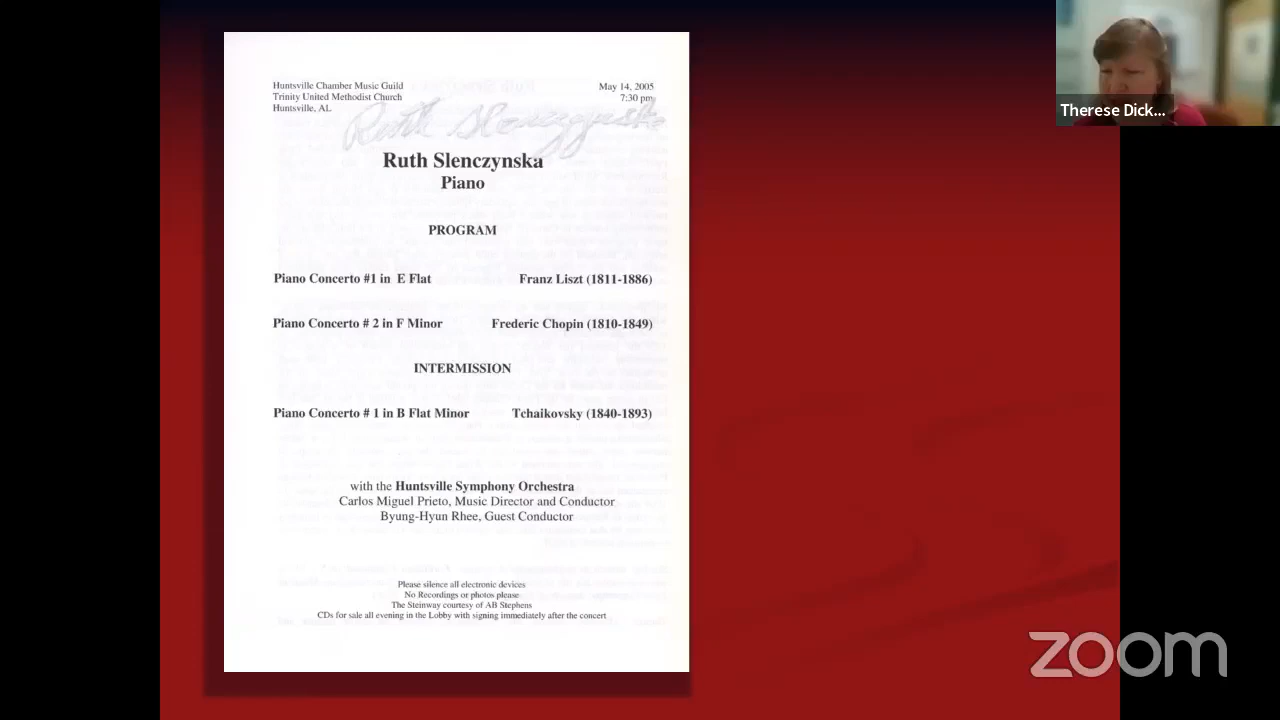 Huntsville Chamber Music Guild
Trinity United Methodist Church
Huntsville, AL
May 14, 2005
7:30 pm
Ruth Slenczynska
Ruth Slenczynska
Piano
PROGRAM
Piano Concerto #1 in E Flat Franz Liszt (1811-1886)
Piano Concerto # 2 in F Minor Frederic Chopin (1810-1849)
INTERMISSION
Piano Concerto # 1 in B Flat Minor Tchaikovsky (1840-1893)
with the Huntsville Symphony Orchestra
Carlos Miguel Prieto, Music Director and Conductor
Byung-Hyun Rhee, Guest Conductor
Please silence all electronic devices
No Recordings or photos please
The Steinway courtesy of AB Stephens
CDs for sale all evening in the Lobby with signing immediately after the concert
Therese Dick...
zoom